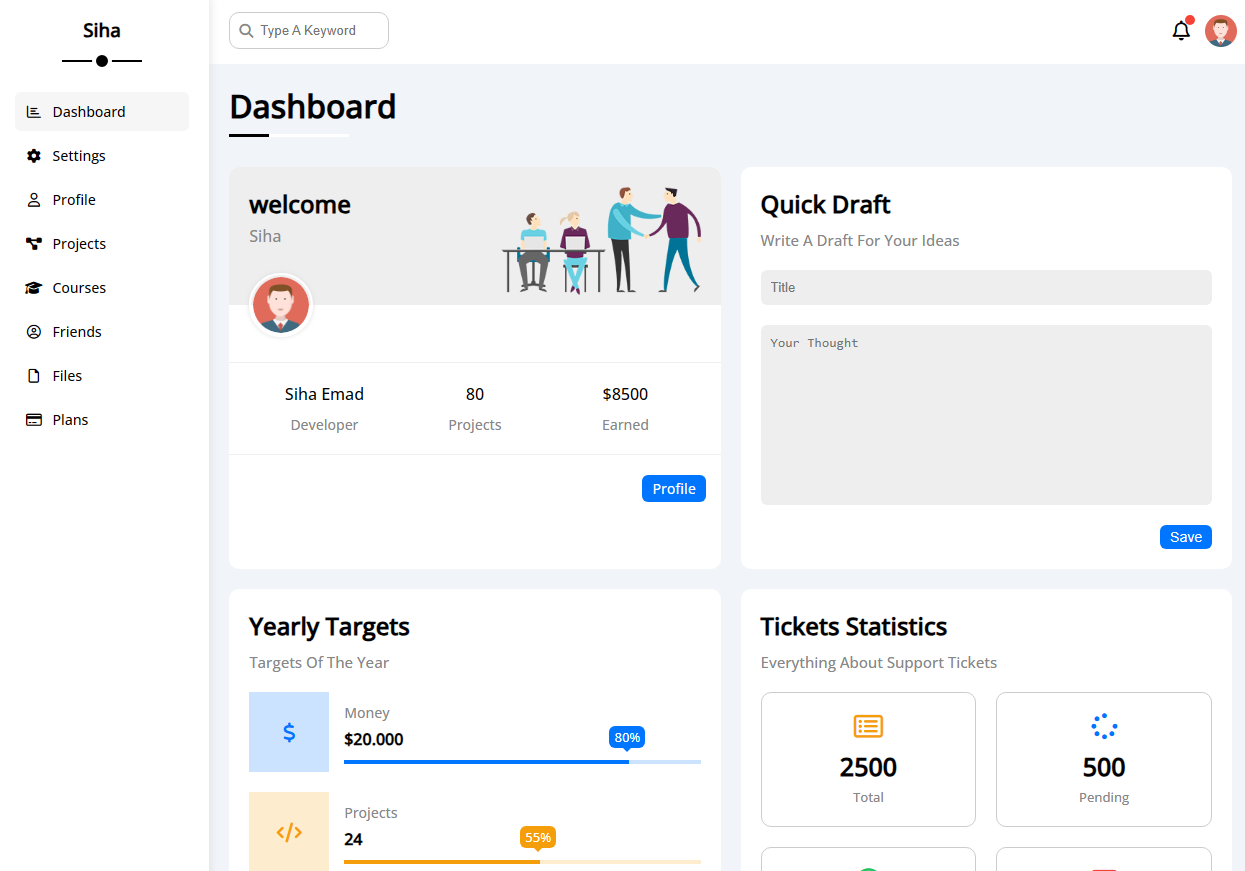 Siha
Dashboard
Settings
Profile
Projects
Courses
Friends
Files
Plans
Type A Keyword
Dashboard
welcome
Siha
Siha Emad
Developer
80
Projects
$8500
Earned
Profile
Quick Draft
Write A Draft For Your Ideas
Title
Your Thought
Save
Yearly Targets
Targets Of The Year
$
Money
$20.000
80%
</>
Projects
24
55%
Tickets Statistics
Everything About Support Tickets
2500
Total
500
Pending